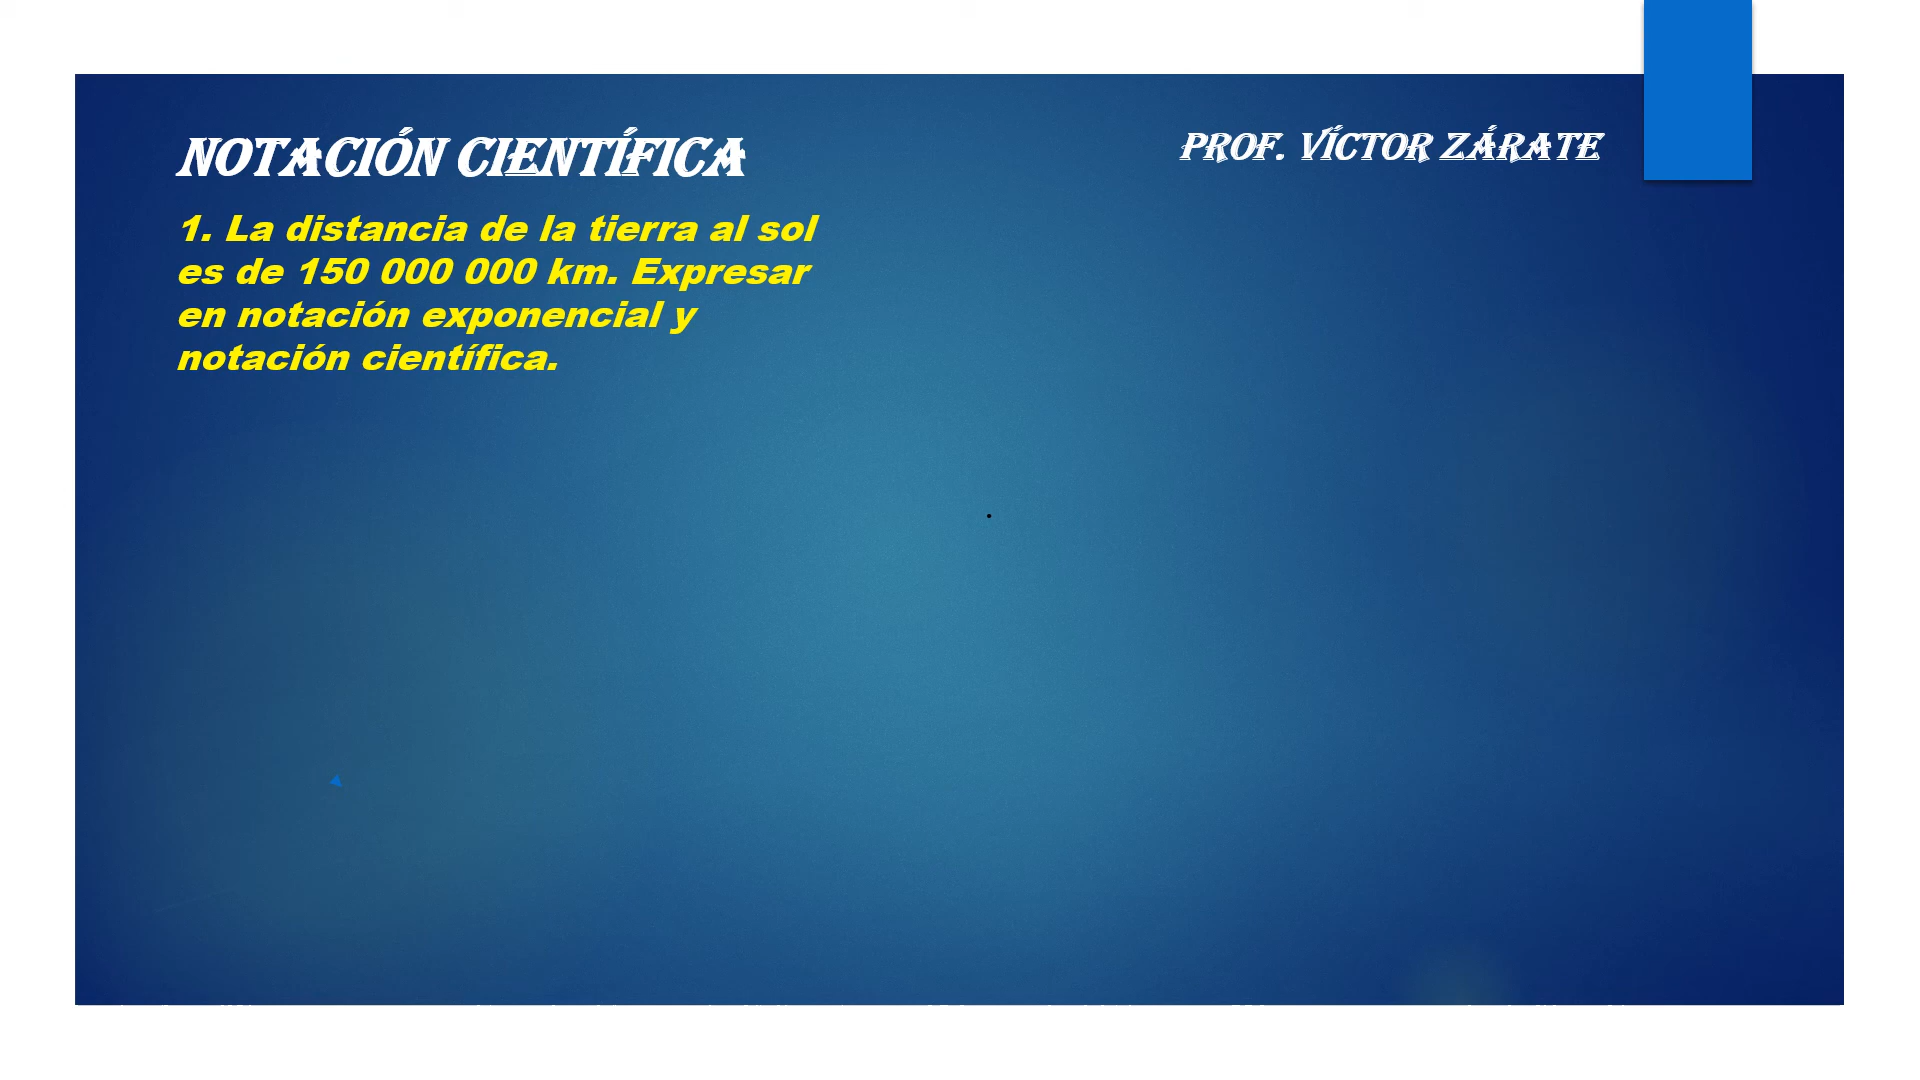 NOTACIÓN CIENTÍFICA
PROF. VÍCTOR ZÁRATE
1. La distancia de la tierra al sol
es de 150 000 000 km. Expresar
en notación exponencial y
notación científica.